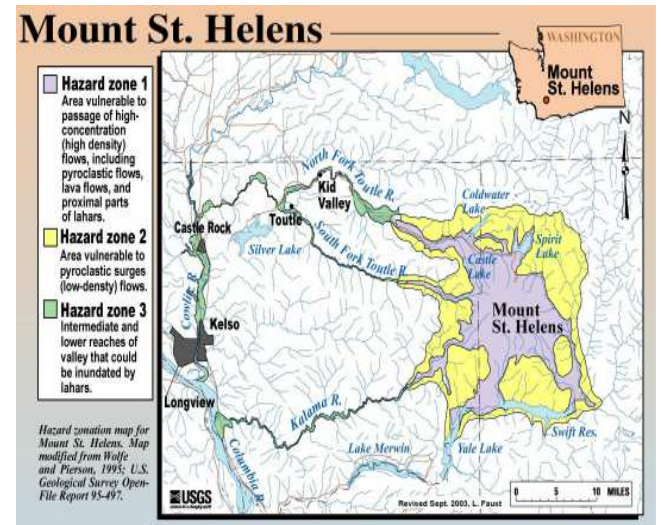 Mount St. Helens
WASHINGTON
Mount
St. Helens
Hazard zone 1
Area vulnerable to
passage of high-
concentration
(high density)
flows, including
pyroclastic flows,
lava flows, and
proximal parts
of lahars.
Hazard zone 2
Area vulnerable to
pyroclastic surges
(low-densty) flows.
Hazard zone 3
Intermediate and
lower reaches of
valley that could
be inundated by
lahars.
Hazard zonation map for
Mount St. Helens. Map
modified from Wolfe
and Pierson, 1995; U.S.
Geological Survey Open-
File Report 95-497.
N
North Fork Toutle R.
Kid
Valley
Coldwater
Lake
Toutle
Castle Rock
Silver Lake
South Fork Toutle R.
Castle
Lake
Spirit
Lake
Cowlitz R.
Mount
St. Helens
Kelso
Longview
Kalama R.
Columbia R.
Lake Merwin
Yale Lake
Swift Res.
USGS
Revised Sept. 2003, L. Faust
0 5 10 MILES